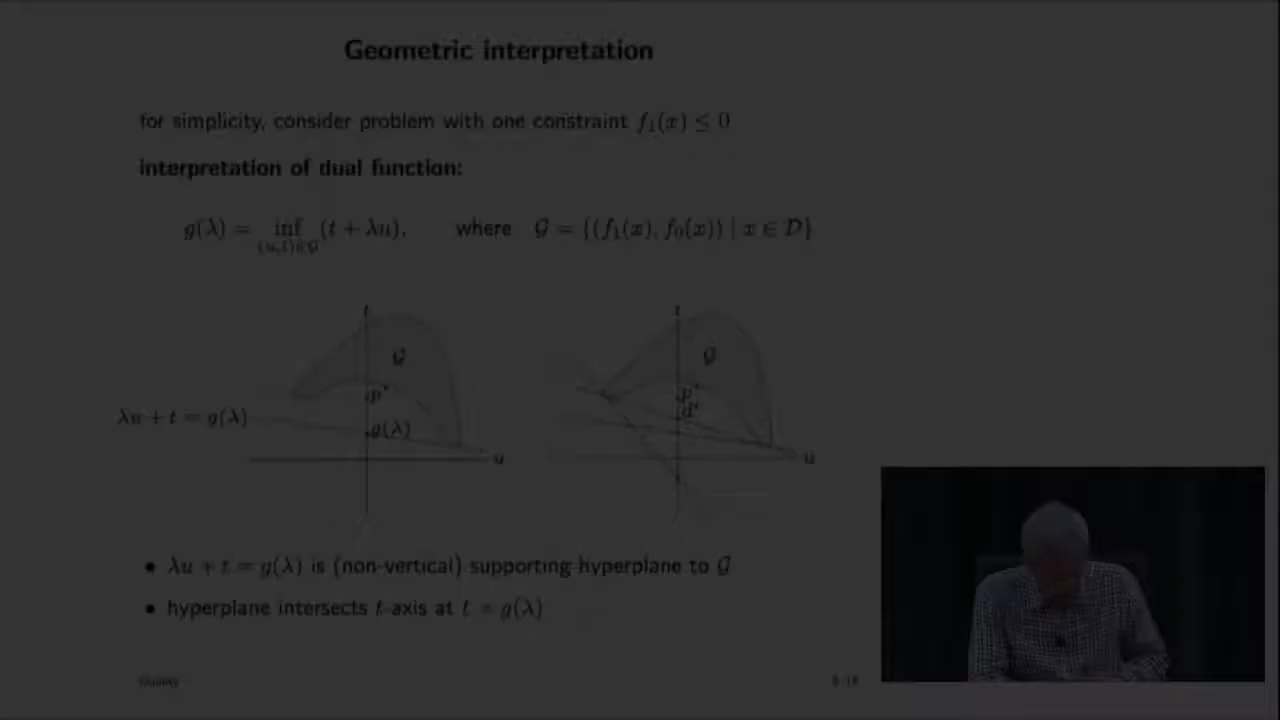 Geometric interpretation
for simplicity, consider problem with one constraint f₁(x) ≤ 0
interpretation of dual function:
g(λ) = inf (t + λu), where 𝒢 = {(f₁(x), f₀(x)) | x ∈ 𝒟}
(u,t)∈𝒢
t
𝒢
p*
λu + t = g(λ)
g(λ)
u
t
𝒢
p*
d*
u
• λu + t = g(λ) is (non-vertical) supporting hyperplane to 𝒢
• hyperplane intersects t-axis at t = g(λ)
Duality